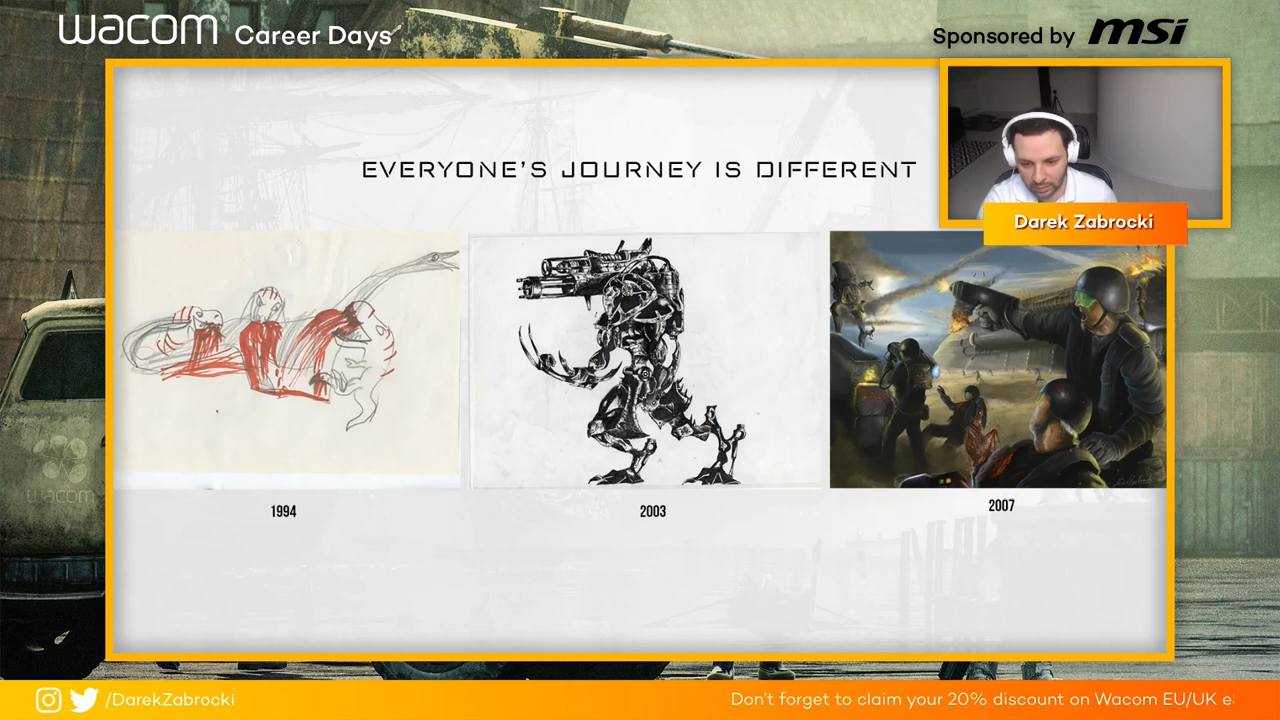 wacom Career Days
Sponsored by msi
EVERYONE'S JOURNEY IS DIFFERENT
Darek Zabrocki
1994
2003
2007
wacom
/DarekZabrocki
Don't forget to claim your 20% discount on Wacom EU/UK e